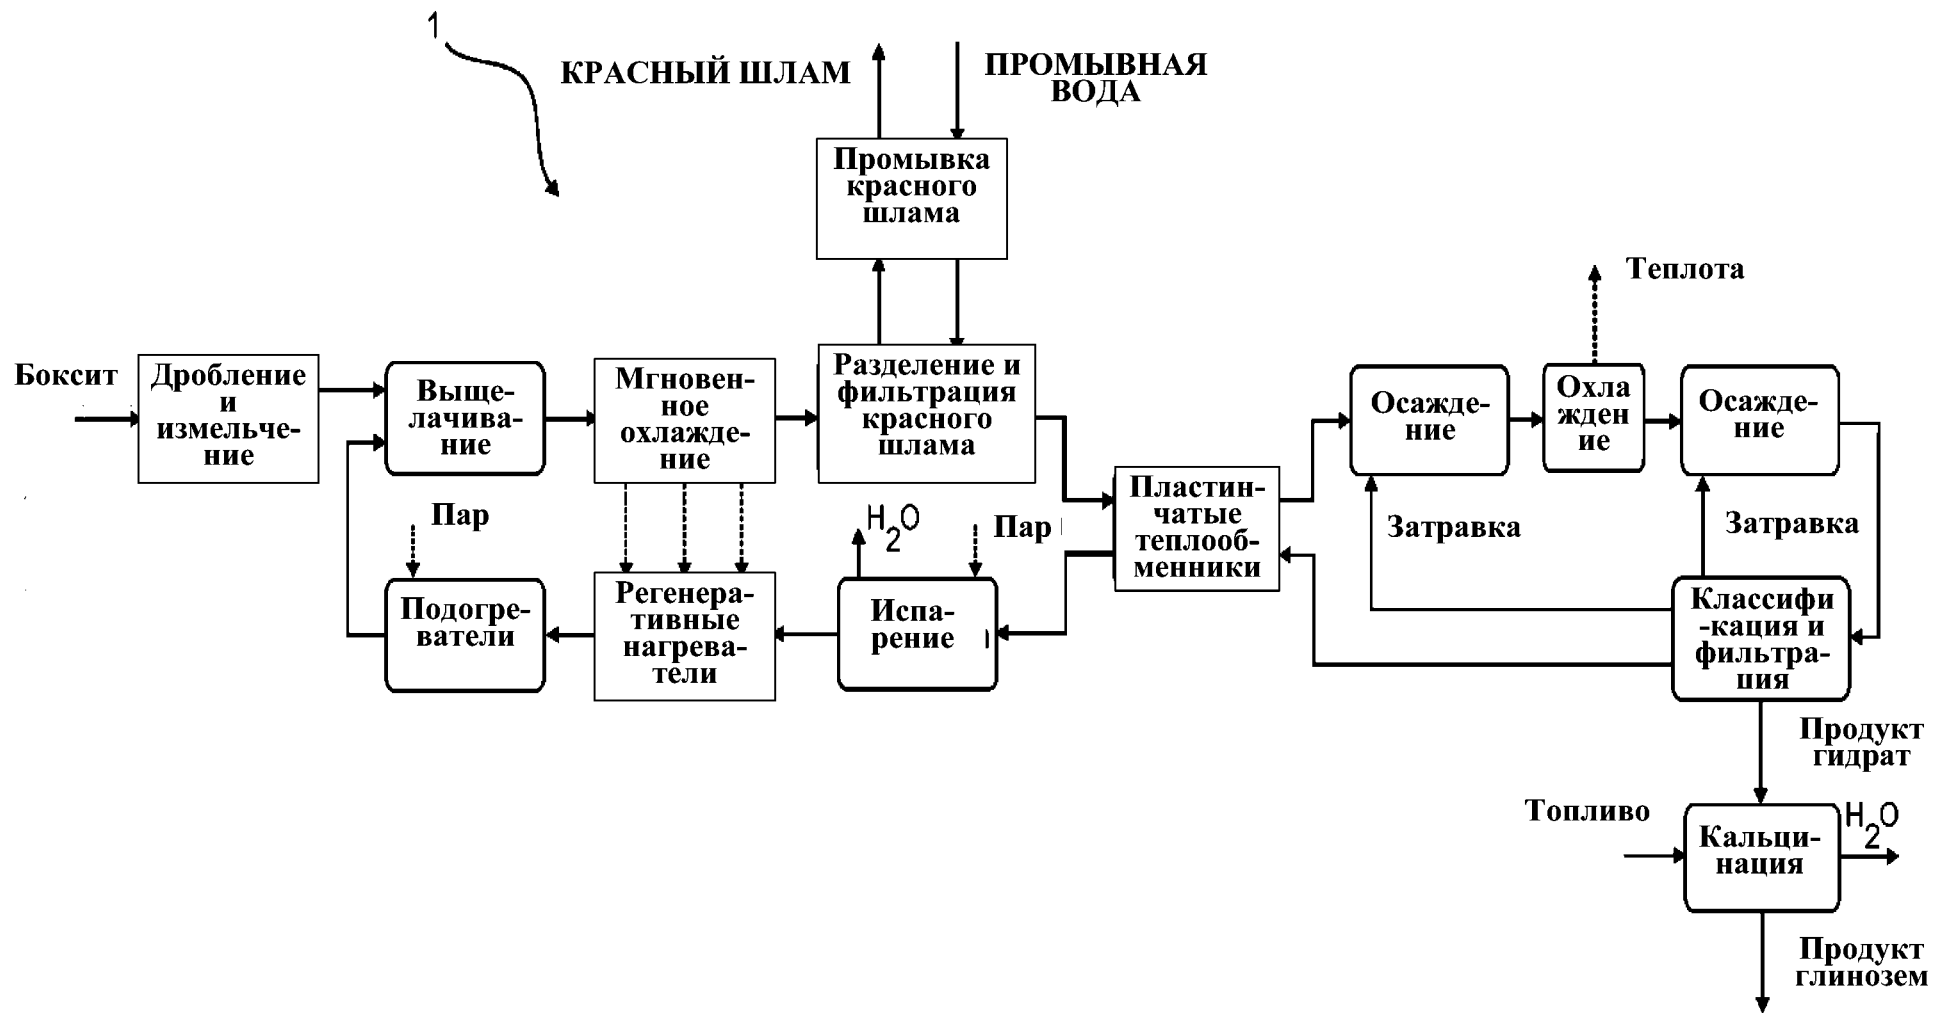 1
КРАСНЫЙ ШЛАМ
ПРОМЫВНАЯ
ВОДА
Промывка
красного
шлама
Теплота
Боксит
Дробление
и
измельче-
ние
Выще-
лачива-
ние
Мгновен-
ное
охлажде-
ние
Разделение и
фильтрация
красного
шлама
Осажде-
ние
Охла
жден
ие
Осажде-
ние
Пластин-
чатые
теплооб-
менники
Пар
H2O
Пар
Затравка
Затравка
Подогре-
ватели
Регенера-
тивные
нагрева-
тели
Испа-
рение
Классифи
-кация и
фильтра-
ция
Продукт
гидрат
Топливо
Кальци-
нация
H2O
Продукт
глинозем